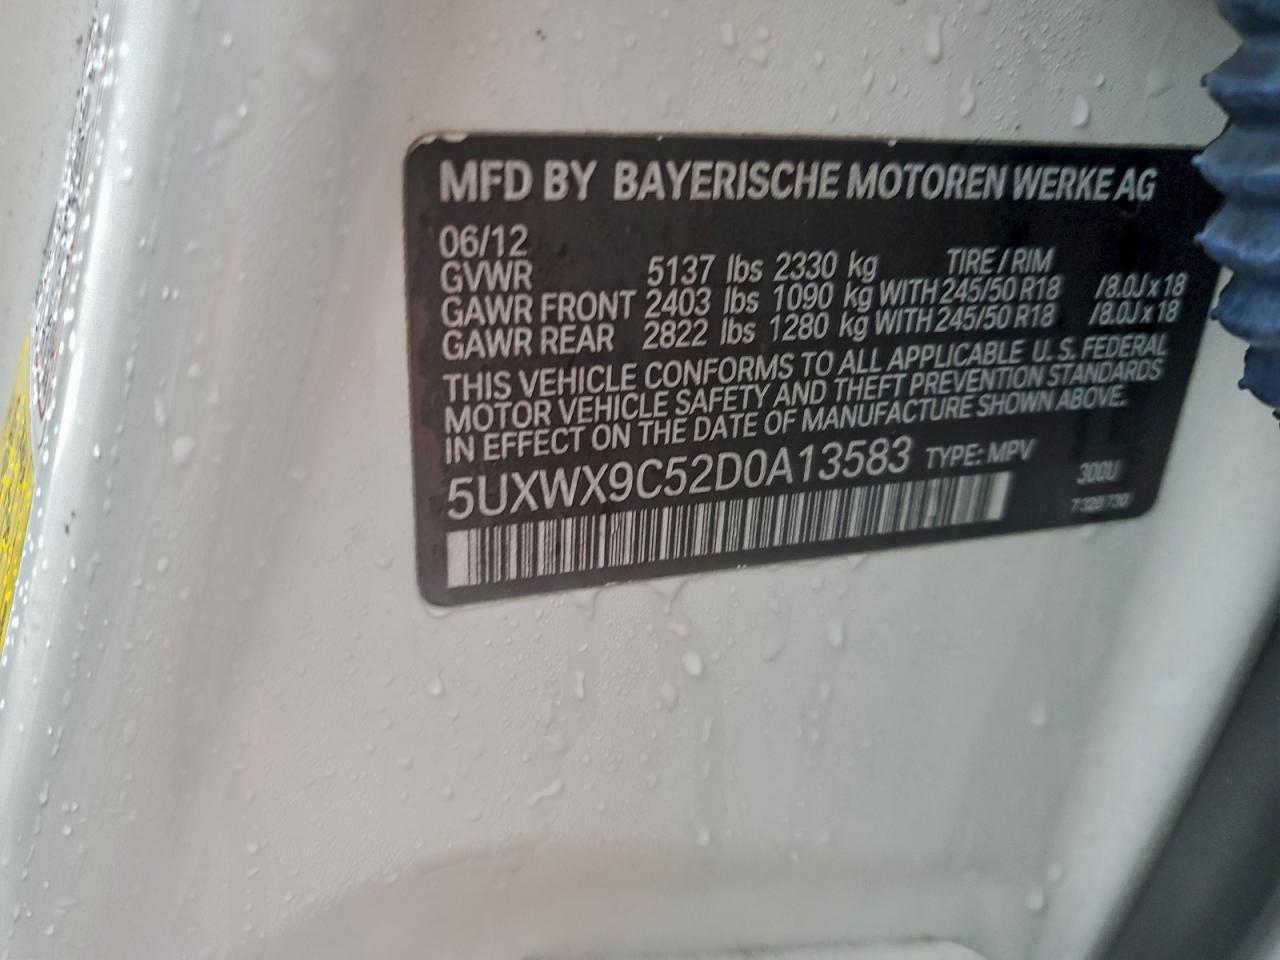 MFD BY BAYERISCHE MOTOREN WERKE AG
06/12
GVWR 5137 lbs 2330 kg TIRE / RIM
GAWR FRONT 2403 lbs 1090 kg WITH 245/50 R18 / 8.0J x 18
GAWR REAR 2822 lbs 1280 kg WITH 245/50 R18 / 8.0J x 18
THIS VEHICLE CONFORMS TO ALL APPLICABLE U.S. FEDERAL
MOTOR VEHICLE SAFETY AND THEFT PREVENTION STANDARDS
IN EFFECT ON THE DATE OF MANUFACTURE SHOWN ABOVE.
5UXWX9C52D0A13583 TYPE: MPV
300U
7 320 730